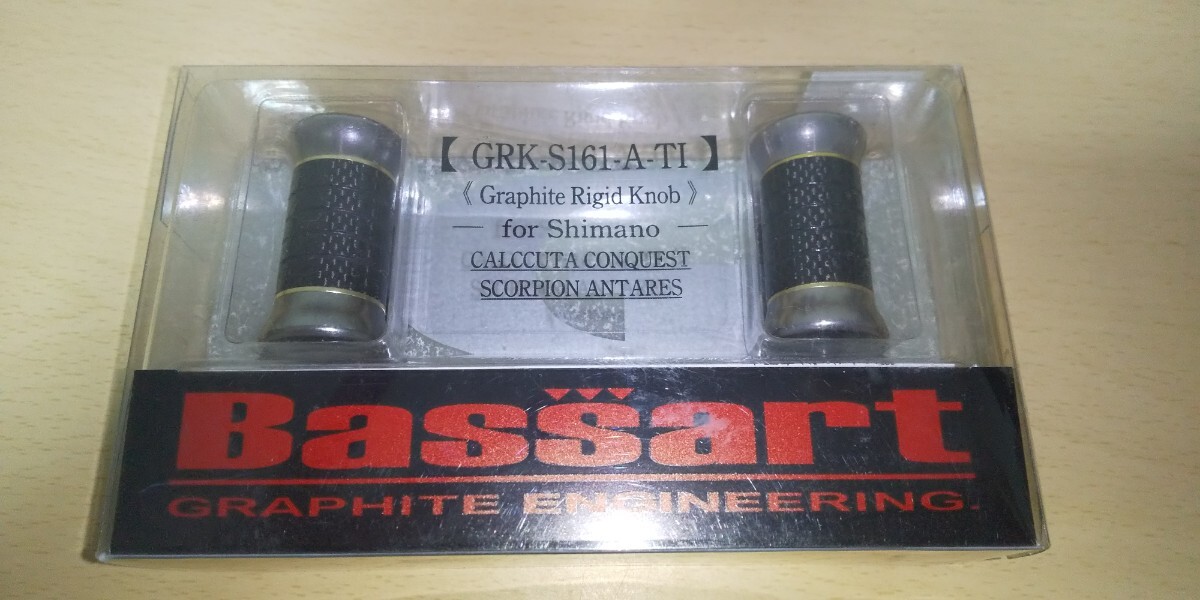 【 GRK-S161-A-TI 】
《 Graphite Rigid Knob 》
— for Shimano —
CALCCUTA CONQUEST
SCORPION ANTARES
Bassart
GRAPHITE ENGINEERING.